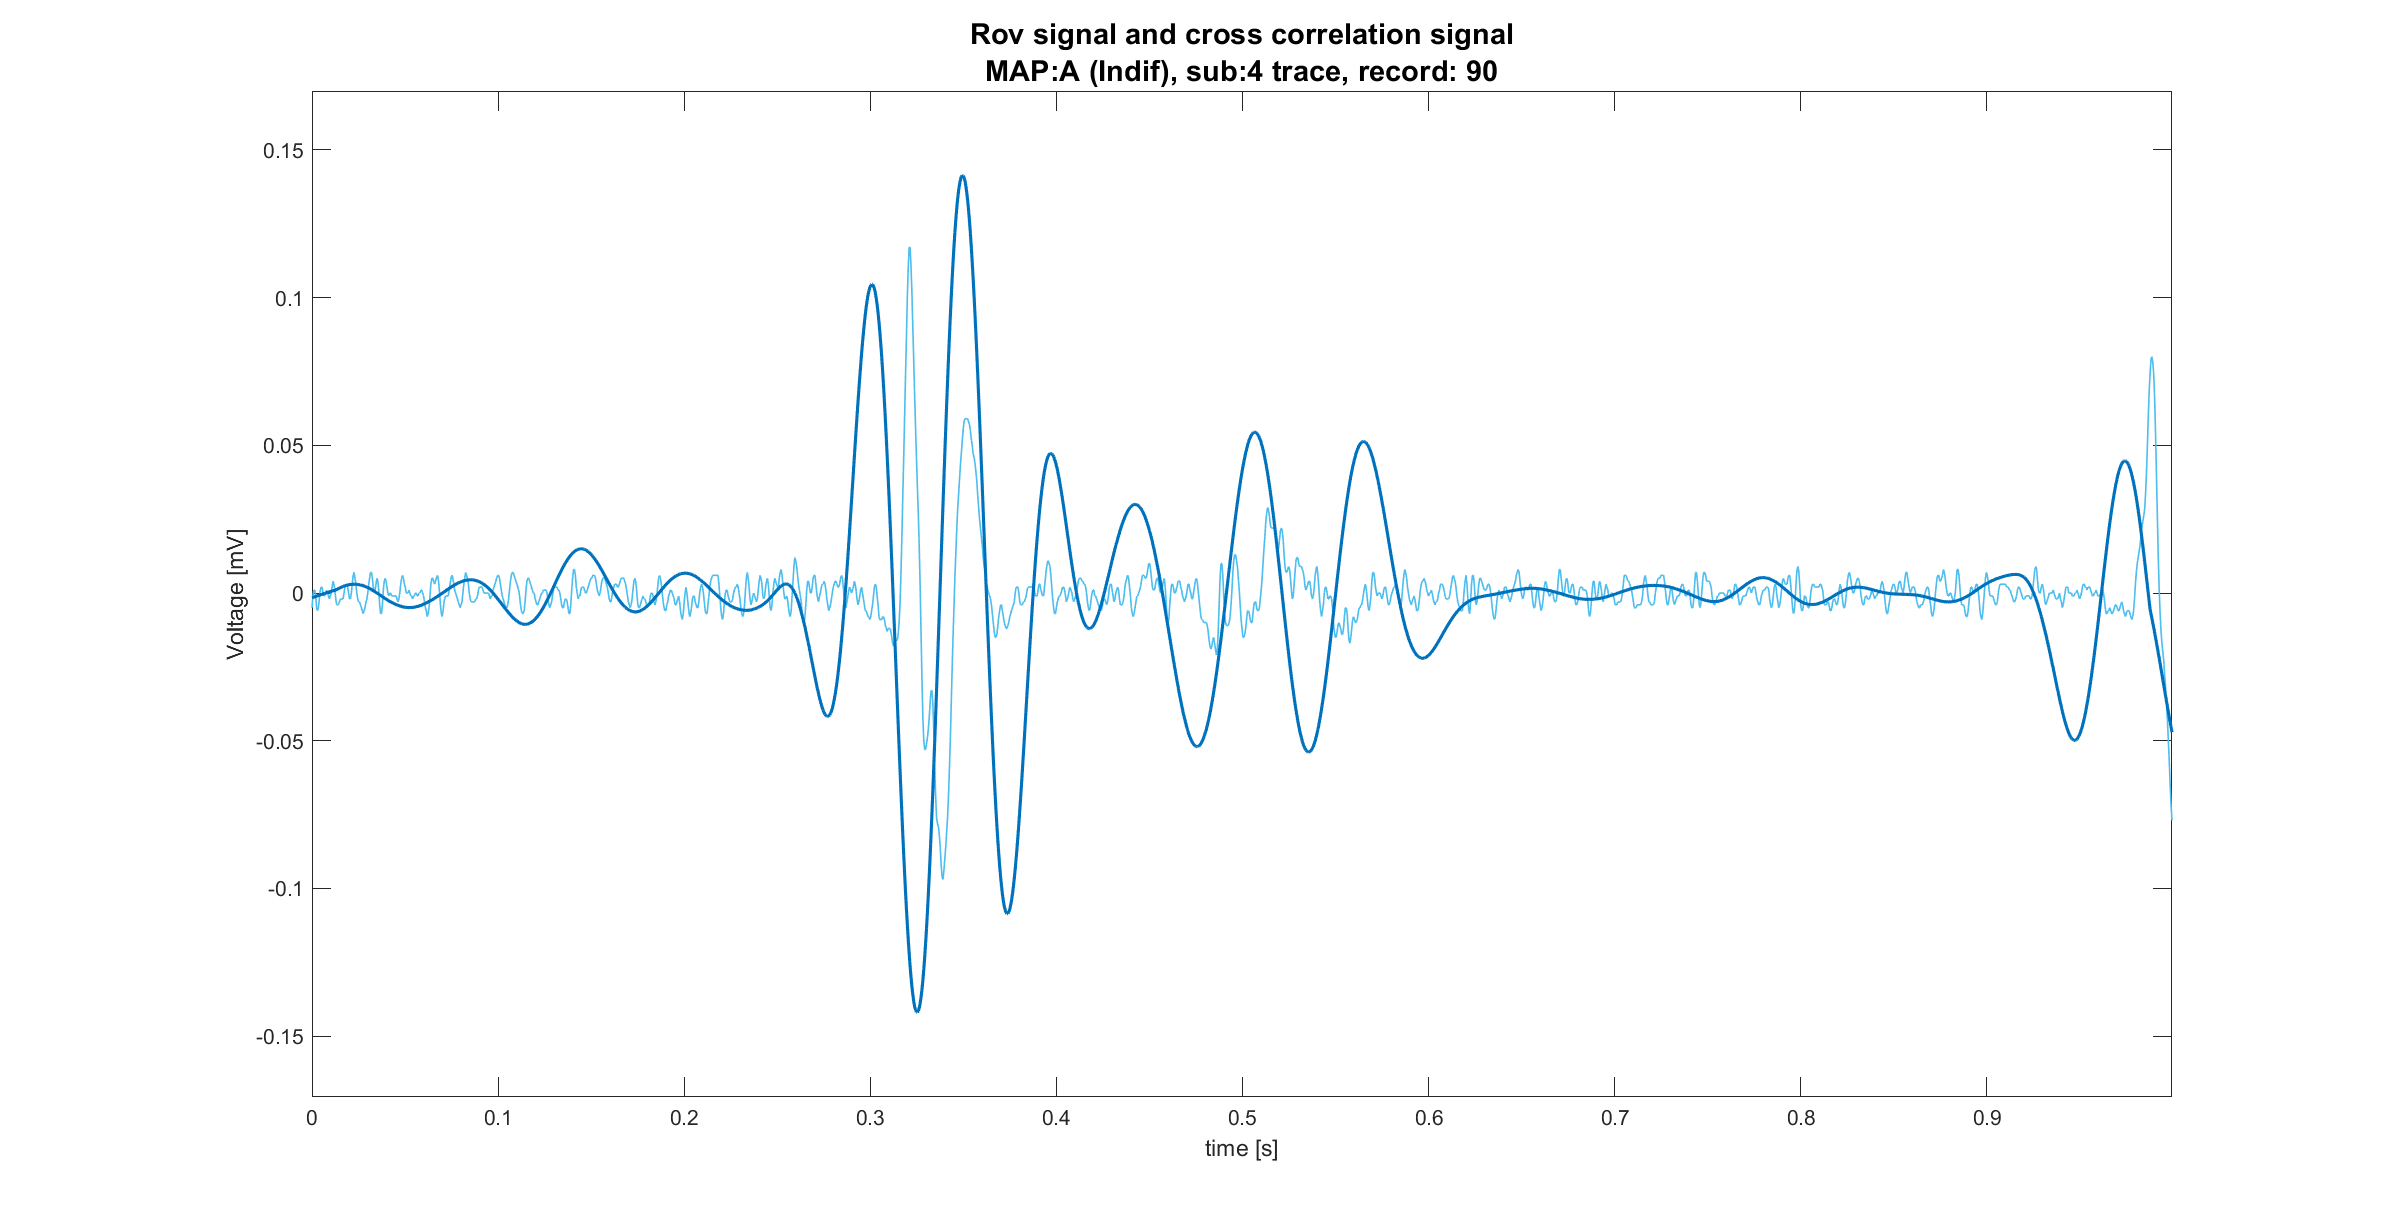 Rov signal and cross correlation signal
MAP:A (Indif), sub:4 trace, record: 90
0.15
0.1
0.05
0
-0.05
-0.1
-0.15
Voltage [mV]
0 0.1 0.2 0.3 0.4 0.5 0.6 0.7 0.8 0.9
time [s]